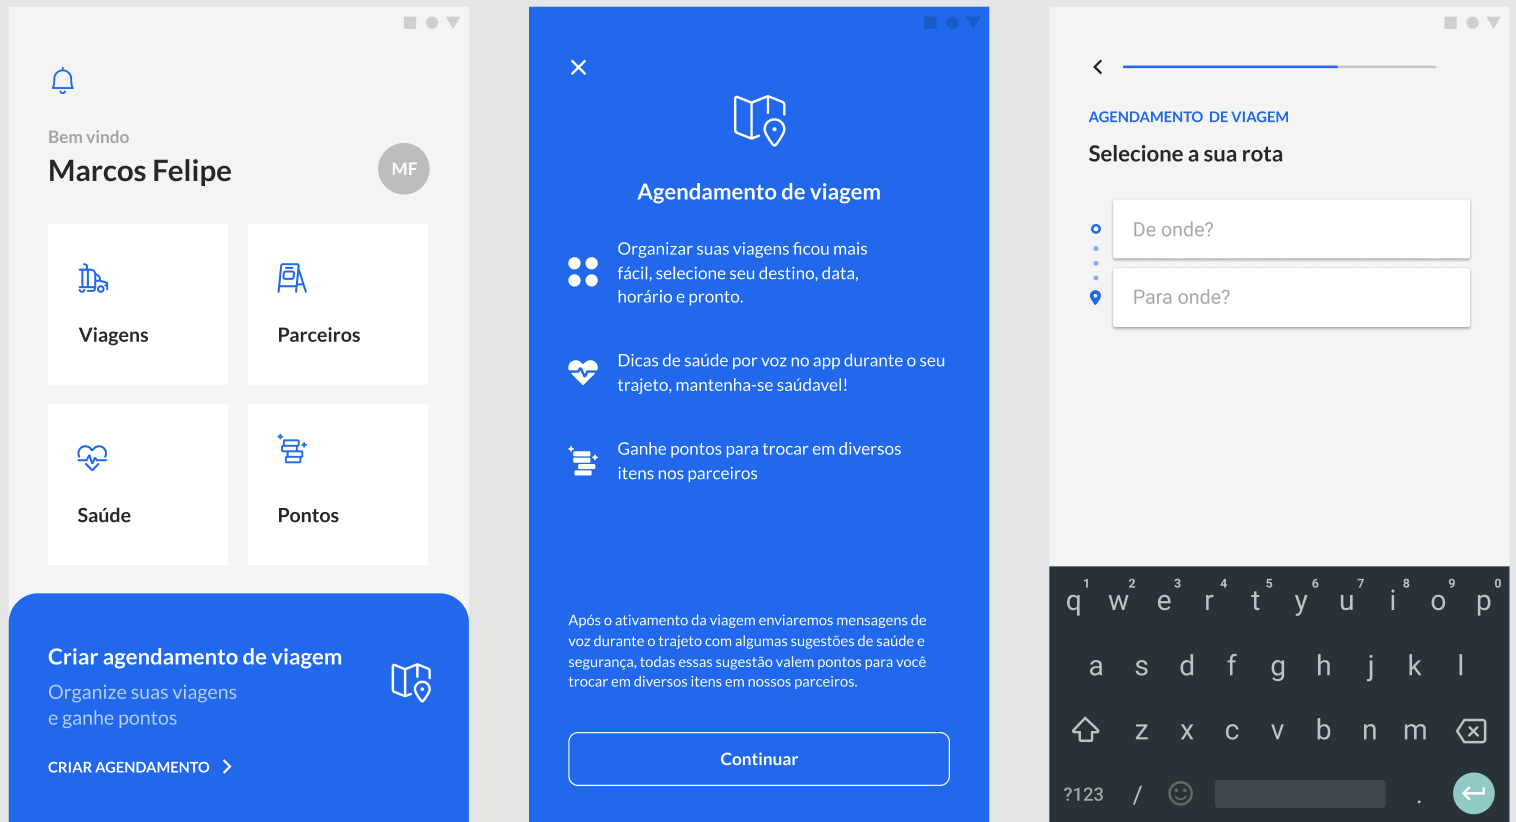 Bem vindo
Marcos Felipe
MF
Viagens
Parceiros
Saúde
Pontos
Criar agendamento de viagem
Organize suas viagens
e ganhe pontos
CRIAR AGENDAMENTO
Agendamento de viagem
Organizar suas viagens ficou mais
fácil, selecione seu destino, data,
horário e pronto.
Dicas de saúde por voz no app durante o seu
trajeto, mantenha-se saúdavel!
Ganhe pontos para trocar em diversos
itens nos parceiros
Após o ativamento da viagem enviaremos mensagens de
voz durante o trajeto com algumas sugestões de saúde e
segurança, todas essas sugestão valem pontos para você
trocar em diversos itens em nossos parceiros.
Continuar
AGENDAMENTO DE VIAGEM
Selecione a sua rota
De onde?
Para onde?
1 2 3 4 5 6 7 8 9 0
q w e r t y u i o p
a s d f g h j k l
z x c v b n m
?123 / .